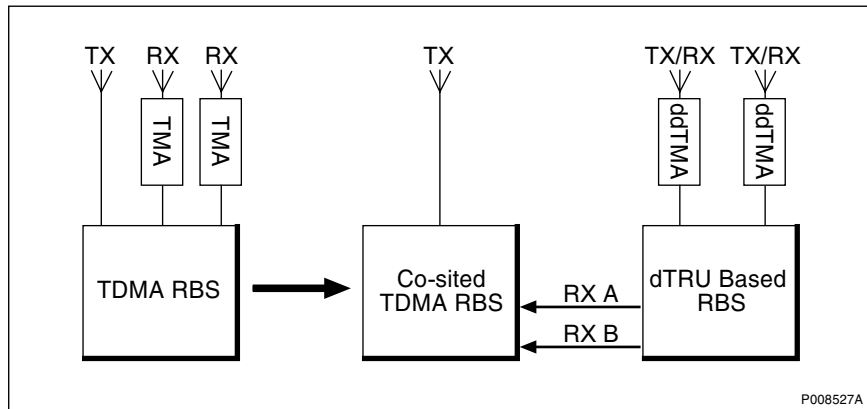 TX RX RX TX TX/RX TX/RX
TMA TMA ddTMA ddTMA
TDMA RBS
Co-sited
TDMA RBS
RX A
RX B
dTRU Based
RBS
P008527A